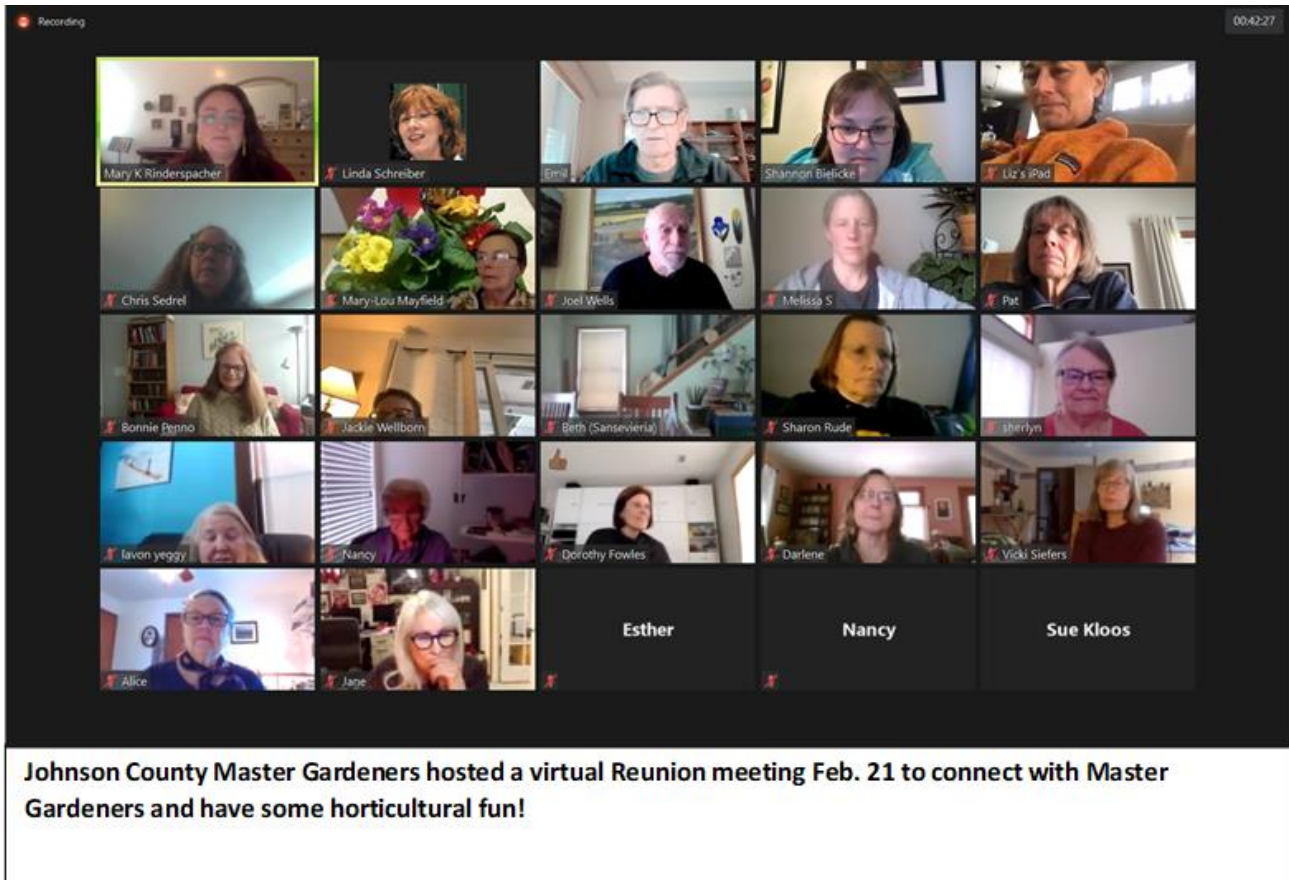 Recording
00:42:27
Mary K Rinderspacher
Linda Schreiber
Emil
Shannon Bielicke
Liz's iPad
Chris Sedrel
Mary-Lou Mayfield
Joel Wells
Melissa S
Pat
Bonnie Penno
Jackie Wellborn
Beth (Sansevieria)
Sharon Rude
sherlyn
lavon yeggy
Nancy
Dorothy Fowles
Darlene
Vicki Siefers
Alice
Jane
Esther
Nancy
Sue Kloos
Johnson County Master Gardeners hosted a virtual Reunion meeting Feb. 21 to connect with Master
Gardeners and have some horticultural fun!